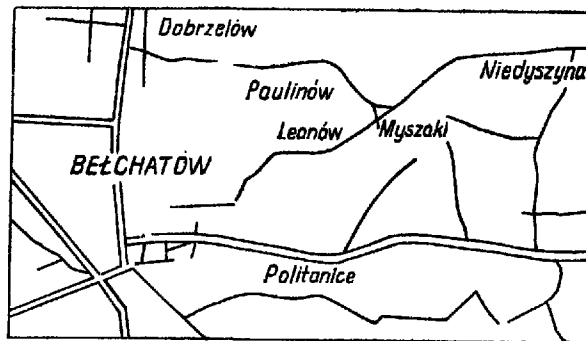 Dobrzelów
Niedyszyna
Paulinów
Leonów
Myszaki
BEŁCHATÓW
Politanice